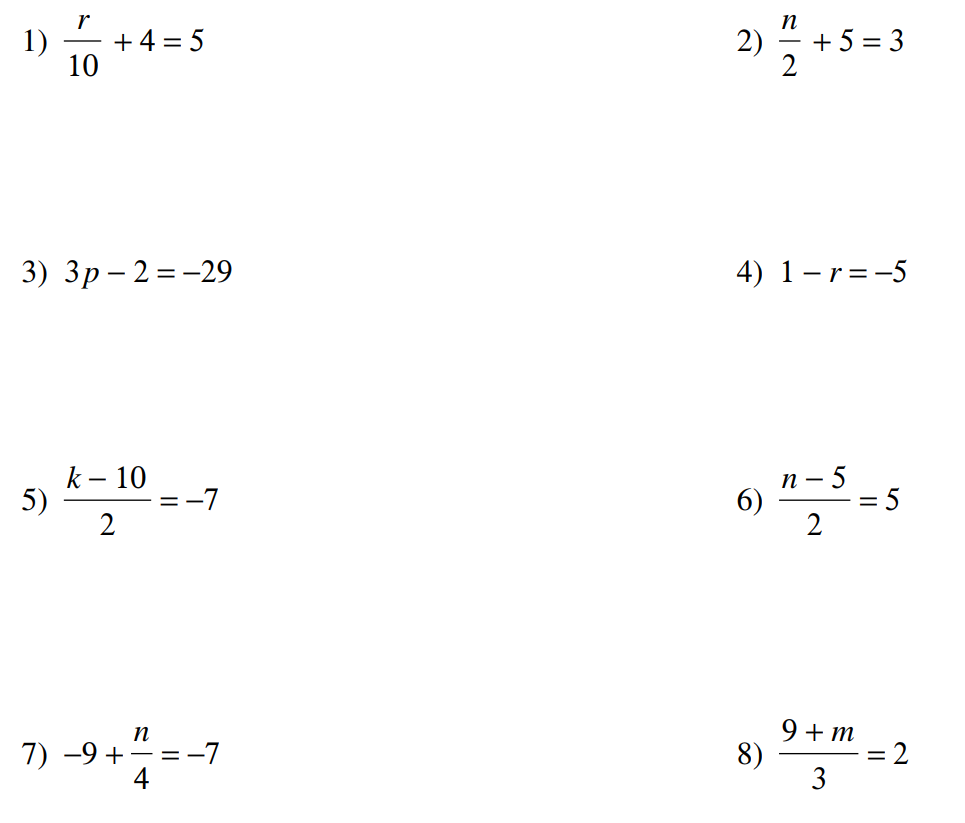 1) r/10 + 4 = 5
2) n/2 + 5 = 3
3) 3p – 2 = –29
4) 1 – r = –5
5) (k – 10)/2 = –7
6) (n – 5)/2 = 5
7) –9 + n/4 = –7
8) (9 + m)/3 = 2